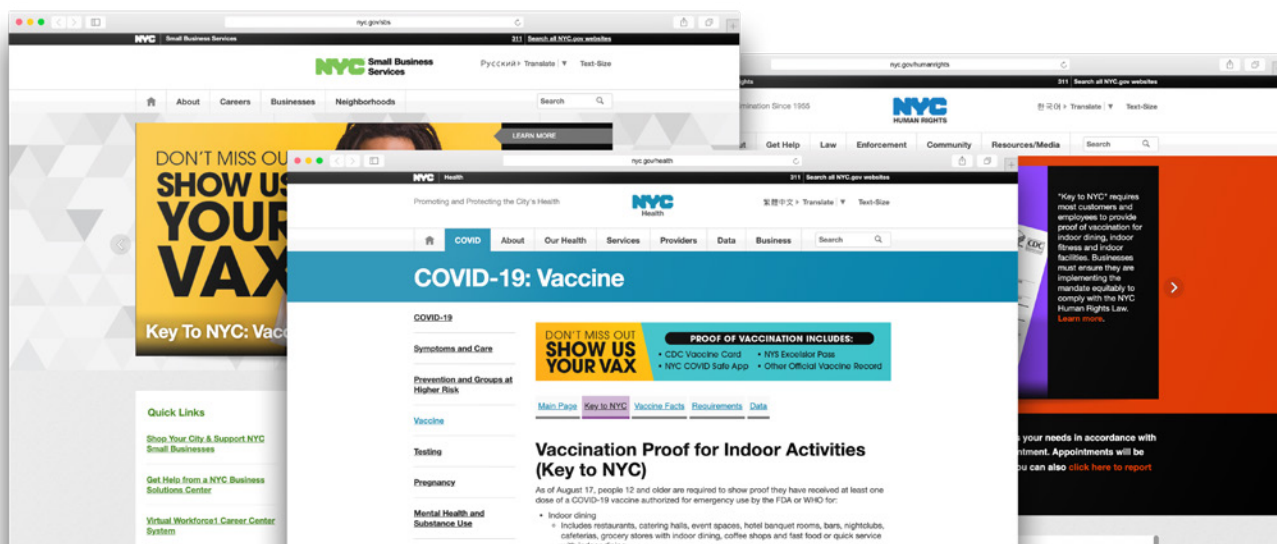 nyc.gov/sbs
NYC Small Business Services
311 Search all NYC.gov websites
NYC Small Business
Services
Русский Translate ▼ Text-Size
About Careers Businesses Neighborhoods Search
LEARN MORE
DON'T MISS OU
SHOW US
YOUR
VAX
Key To NYC: Vacc
Quick Links
Shop Your City & Support NYC
Small Businesses
Get Help from a NYC Business
Solutions Center
Virtual Workforce1 Career Center
System
nyc.gov/humanrights
rights 311 Search all NYC.gov websites
mination Since 1955
NYC
HUMAN RIGHTS
한국어 Translate ▼ Text-Size
ut Get Help Law Enforcement Community Resources/Media Search
CDC
"Key to NYC" requires
most customers and
employees to provide
proof of vaccination for
indoor dining, indoor
fitness and indoor
facilities. Businesses
must ensure they are
implementing the
mandate equitably to
comply with the NYC
Human Rights Law.
Learn more.
s your needs in accordance with
ntment. Appointments will be
ou can also click here to report
nyc.gov/health
NYC Health
311 Search all NYC.gov websites
Promoting and Protecting the City's Health
NYC
Health
繁體中文 Translate ▼ Text-Size
COVID About Our Health Services Providers Data Business Search
COVID-19: Vaccine
COVID-19
Symptoms and Care
Prevention and Groups at
Higher Risk
Vaccine
Testing
Pregnancy
Mental Health and
Substance Use
DON'T MISS OUT
SHOW US
YOUR VAX
PROOF OF VACCINATION INCLUDES:
• CDC Vaccine Card • NYS Excelsior Pass
• NYC COVID Safe App • Other Official Vaccine Record
Main Page Key to NYC Vaccine Facts Requirements Data
Vaccination Proof for Indoor Activities
(Key to NYC)
As of August 17, people 12 and older are required to show proof they have received at least one
dose of a COVID-19 vaccine authorized for emergency use by the FDA or WHO for:
• Indoor dining
Includes restaurants, catering halls, event spaces, hotel banquet rooms, bars, nightclubs,
cafeterias, grocery stores with indoor dining, coffee shops and fast food or quick service